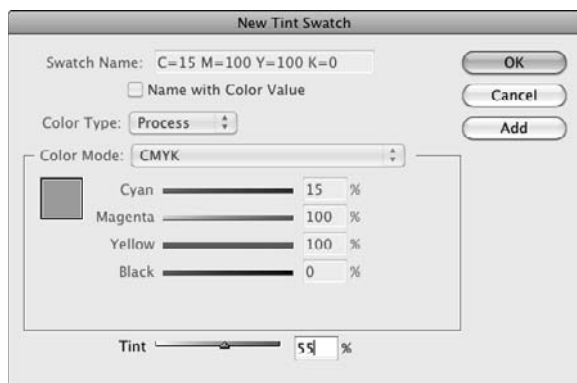 New Tint Swatch
Swatch Name: C=15 M=100 Y=100 K=0
OK
Name with Color Value
Cancel
Color Type: Process
Add
Color Mode: CMYK
Cyan 15 %
Magenta 100 %
Yellow 100 %
Black 0 %
Tint 55 %